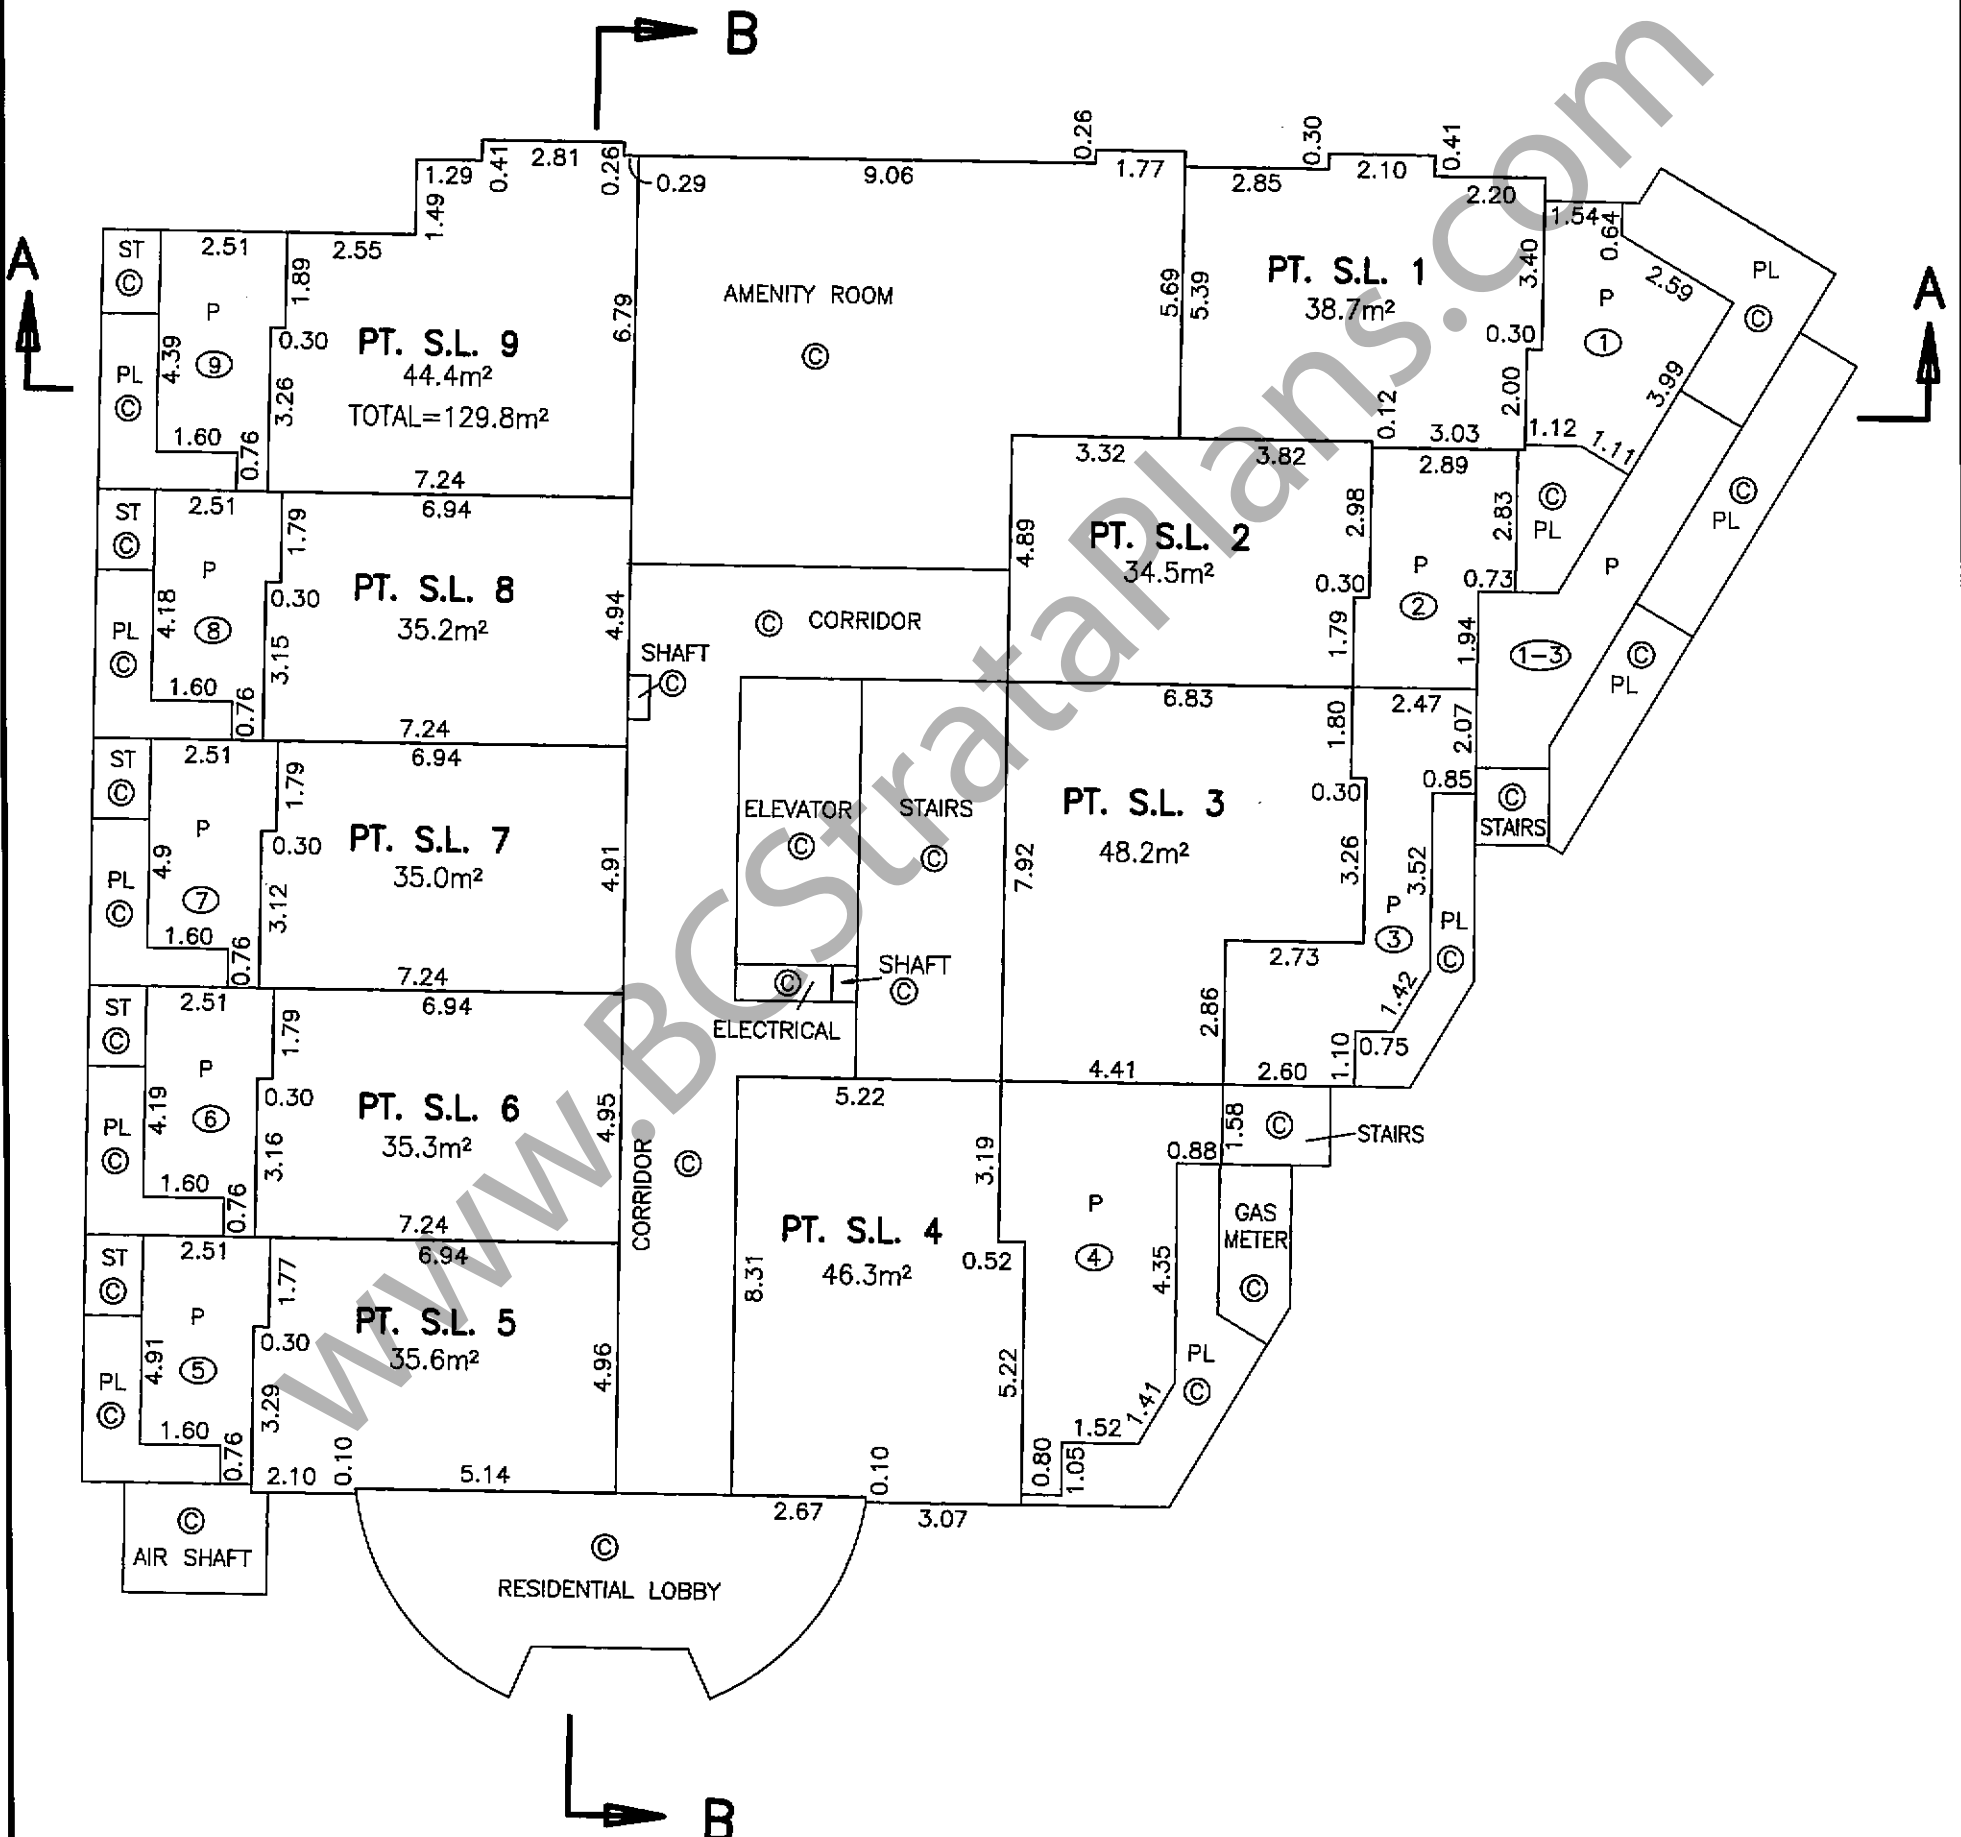 B
A
A
B
ST
©
PL
©
2.51
P
9
4.39
1.60
0.76
1.89
0.30
3.26
2.55
1.49
1.29
0.41
2.81
0.26
0.29
PT. S.L. 9
44.4m²
TOTAL=129.8m²
6.79
7.24
9.06
0.26
1.77
AMENITY ROOM
©
5.69
5.39
2.85
0.30
2.10
0.41
2.20
PT. S.L. 1
38.7m²
3.40
0.30
2.00
0.12
3.03
1.54
0.64
2.59
P
1
3.99
1.12
1.11
PL
©
©
PL
©
PL
P
1-3
©
PL
©
STAIRS
3.32
3.82
4.89
PT. S.L. 2
34.5m²
2.98
0.30
1.79
2.89
2.83
0.73
P
2
1.94
ST
©
PL
©
2.51
P
8
4.18
1.60
0.76
1.79
0.30
3.15
6.94
PT. S.L. 8
35.2m²
4.94
7.24
© CORRIDOR
SHAFT
©
6.83
2.47
1.80
2.07
0.85
0.30
PT. S.L. 3
48.2m²
7.92
3.26
3.52
P
3
PL
©
2.73
2.86
1.42
1.10
0.75
4.41
2.60
ST
©
PL
©
2.51
P
7
4.9
1.60
0.76
1.79
0.30
3.12
6.94
PT. S.L. 7
35.0m²
4.91
7.24
ELEVATOR
©
STAIRS
©
©
SHAFT
©
ELECTRICAL
ST
©
PL
©
2.51
P
6
4.19
1.60
0.76
1.79
0.30
3.16
6.94
PT. S.L. 6
35.3m²
4.95
7.24
CORRIDOR
©
5.22
3.19
PT. S.L. 4
46.3m²
0.52
8.31
5.22
P
4
0.88
1.58
©
STAIRS
GAS
METER
©
4.35
PL
©
1.41
1.52
1.05
0.80
ST
©
PL
©
2.51
P
5
4.91
1.60
0.76
1.77
0.30
3.29
6.94
PT. S.L. 5
35.6m²
4.96
2.10
0.10
5.14
2.67
0.10
3.07
©
AIR SHAFT
©
RESIDENTIAL LOBBY
www.BCStrataPlans.com